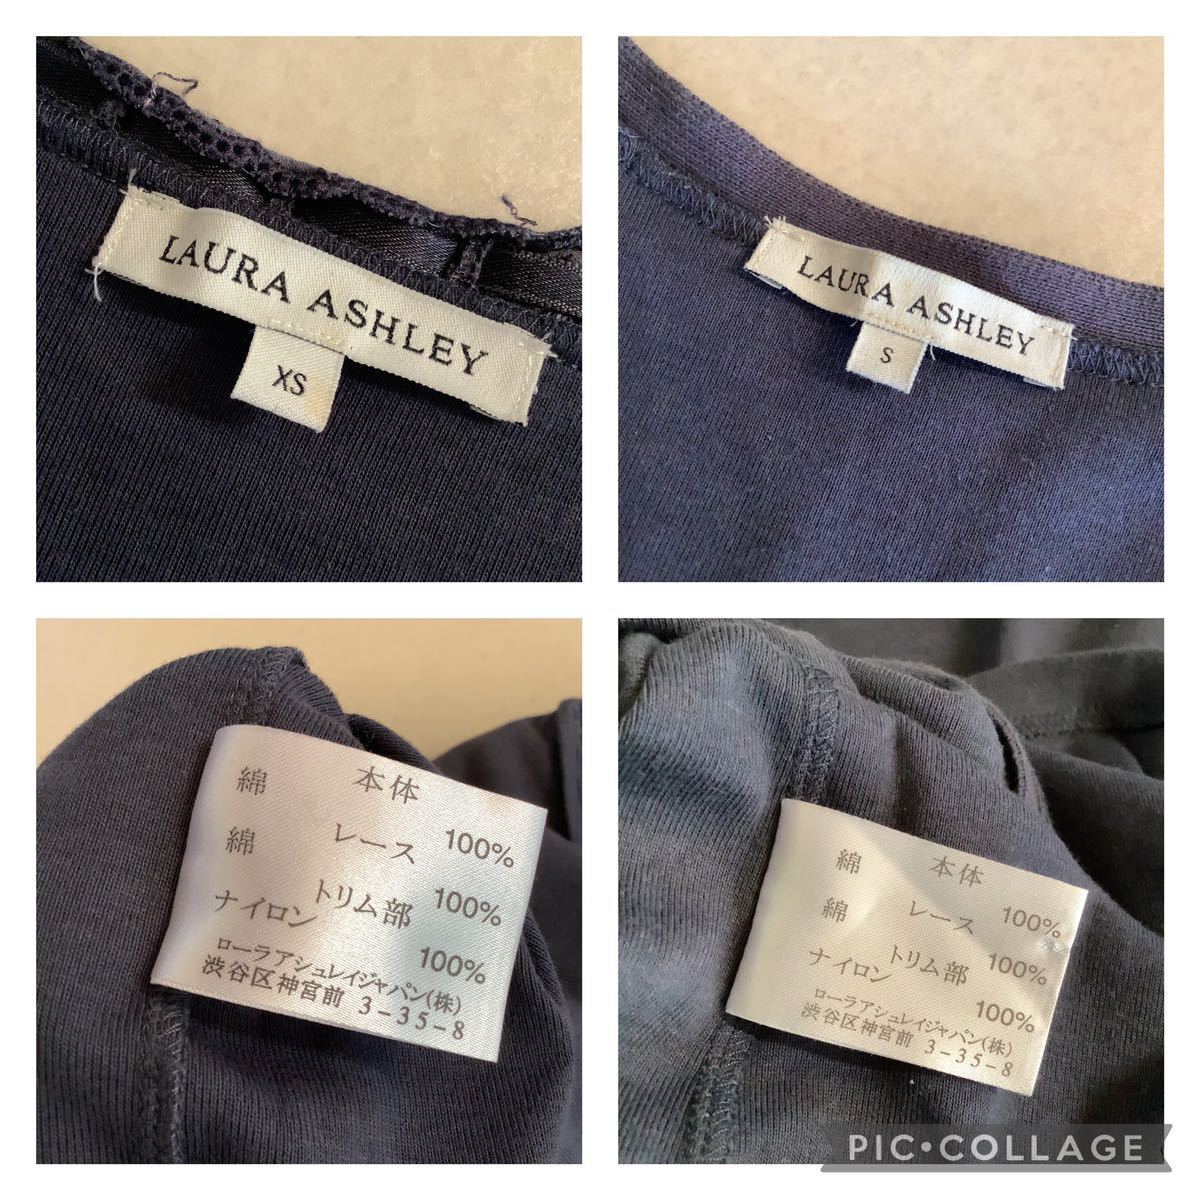 LAURA ASHLEY
XS
LAURA ASHLEY
S
本体
綿 100%
レース
綿 100%
トリム部
ナイロン 100%
ローラアシュレイジャパン(株)
渋谷区神宮前 3-35-8
本体
綿 100%
レース
綿 100%
トリム部
ナイロン 100%
ローラアシュレイジャパン(株)
渋谷区神宮前 3-35-8
PIC•COLLAGE